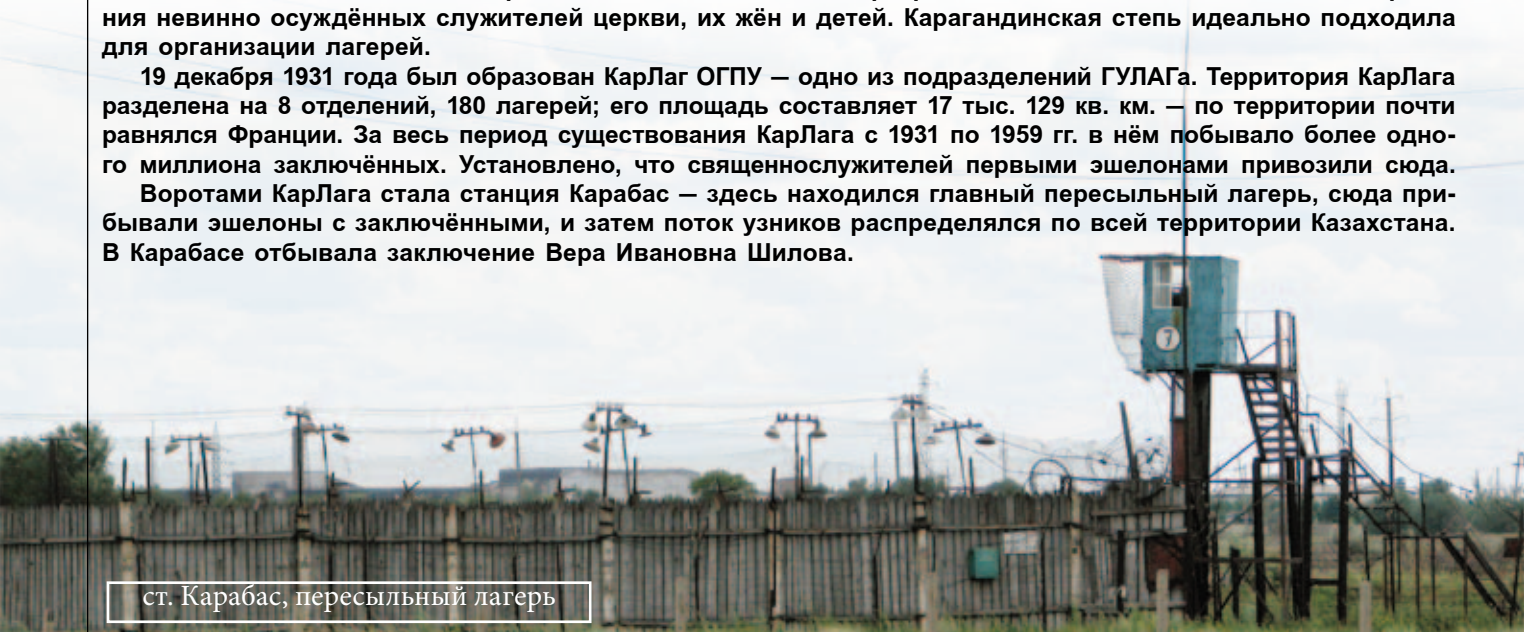 ния невинно осуждённых служителей церкви, их жён и детей. Карагандинская степь идеально подходила
для организации лагерей.
19 декабря 1931 года был образован КарЛаг ОГПУ — одно из подразделений ГУЛАГа. Территория КарЛага
разделена на 8 отделений, 180 лагерей; его площадь составляет 17 тыс. 129 кв. км. — по территории почти
равнялся Франции. За весь период существования КарЛага с 1931 по 1959 гг. в нём побывало более одно-
го миллиона заключённых. Установлено, что священнослужителей первыми эшелонами привозили сюда.
Воротами КарЛага стала станция Карабас — здесь находился главный пересыльный лагерь, сюда при-
бывали эшелоны с заключёнными, и затем поток узников распределялся по всей территории Казахстана.
В Карабасе отбывала заключение Вера Ивановна Шилова.
7
ст. Карабас, пересыльный лагерь